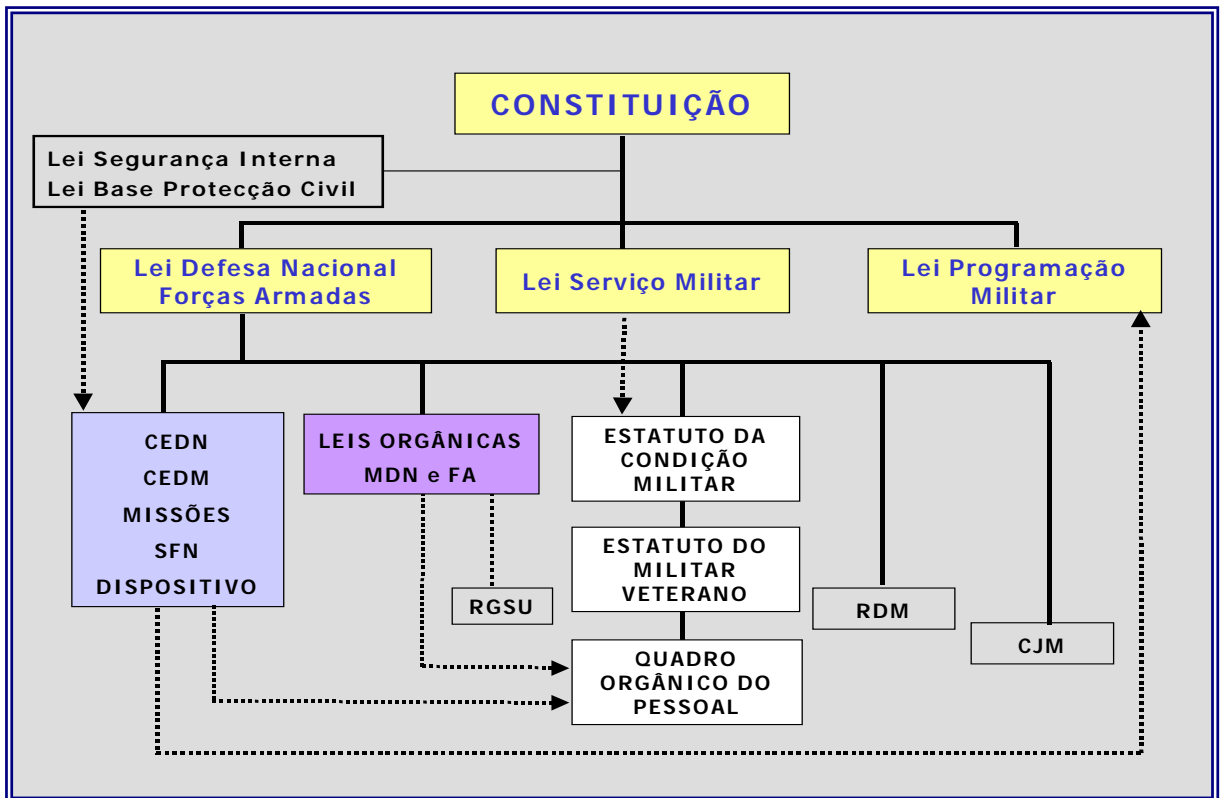 CONSTITUIÇÃO
Lei Segurança Interna
Lei Base Protecção Civil
Lei Defesa Nacional
Forças Armadas
Lei Serviço Militar
Lei Programação
Militar
CEDN
CEDM
MISSÕES
SFN
DISPOSITIVO
LEIS ORGÂNICAS
MDN e FA
RGSU
ESTATUTO DA
CONDIÇÃO
MILITAR
ESTATUTO DO
MILITAR
VETERANO
QUADRO
ORGÂNICO DO
PESSOAL
RDM
CJM